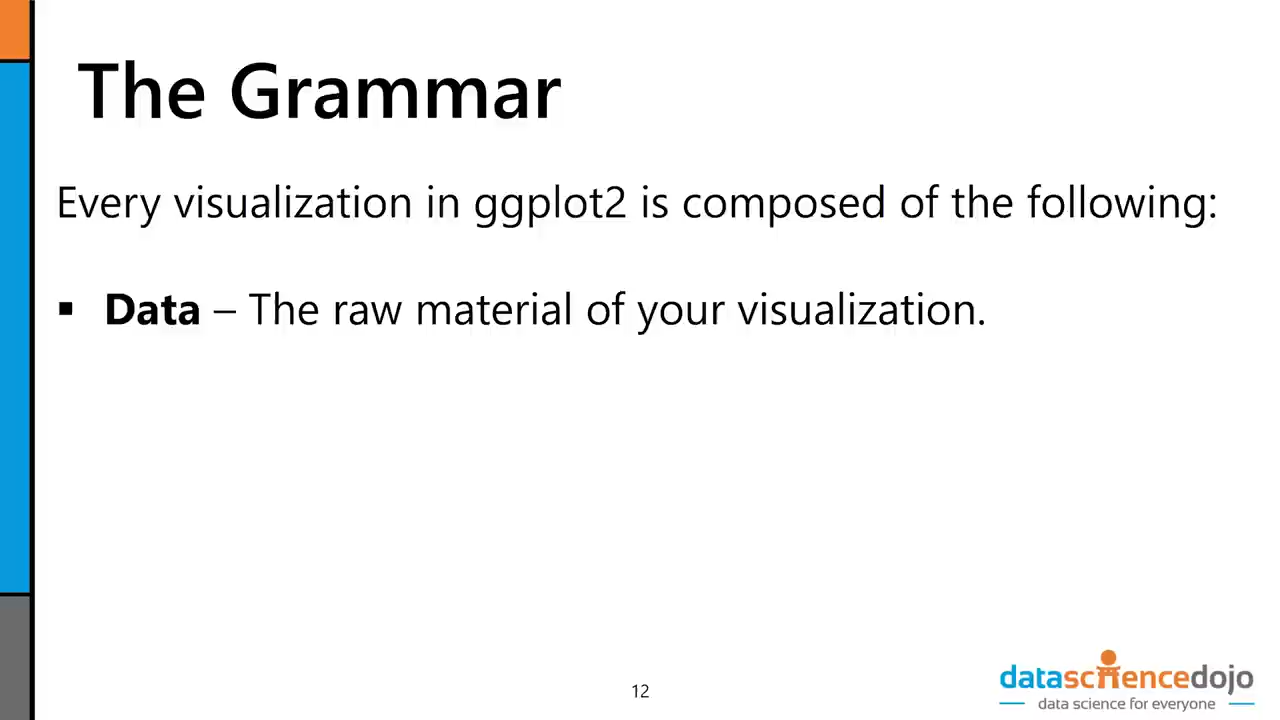 The Grammar
Every visualization in ggplot2 is composed of the following:
▪ Data – The raw material of your visualization.
12
datasciencedojo
data science for everyone